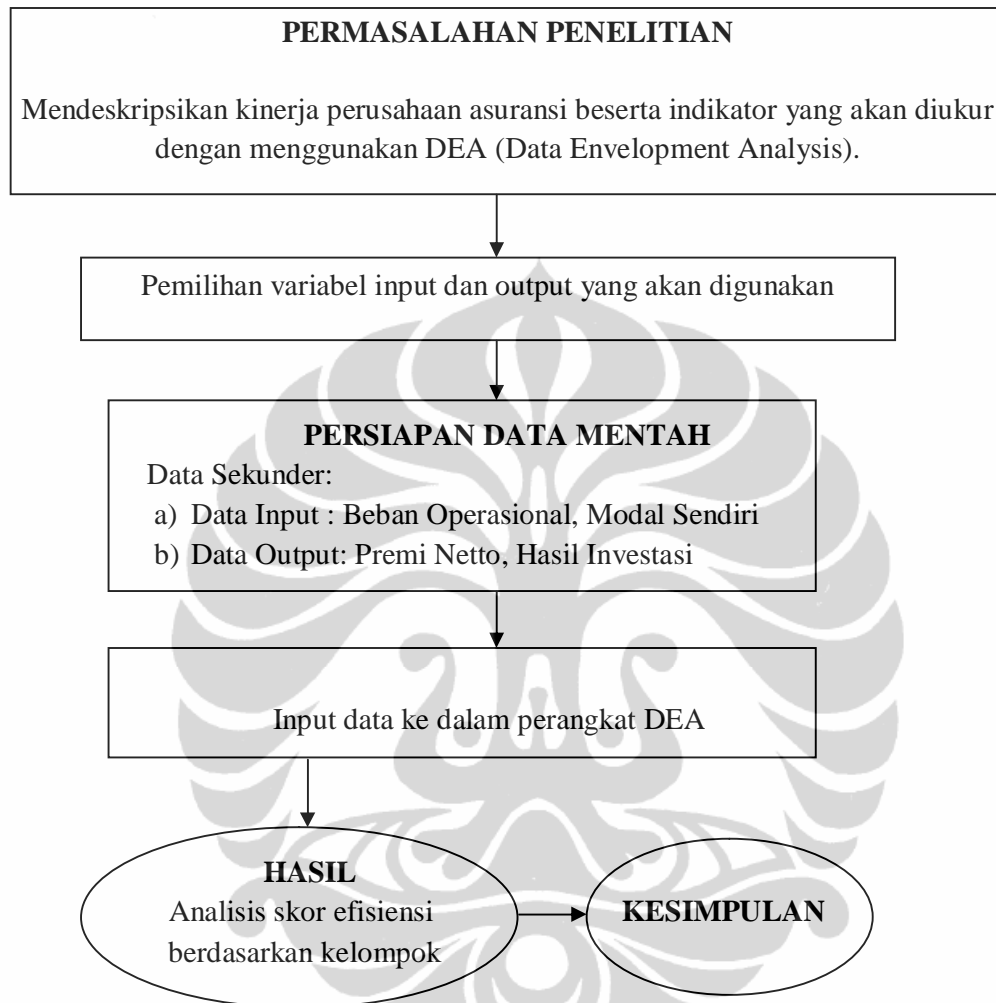 PERMASALAHAN PENELITIAN
Mendeskripsikan kinerja perusahaan asuransi beserta indikator yang akan diukur
dengan menggunakan DEA (Data Envelopment Analysis).
Pemilihan variabel input dan output yang akan digunakan
PERSIAPAN DATA MENTAH
Data Sekunder:
a) Data Input : Beban Operasional, Modal Sendiri
b) Data Output: Premi Netto, Hasil Investasi
Input data ke dalam perangkat DEA
HASIL
Analisis skor efisiensi
berdasarkan kelompok
KESIMPULAN